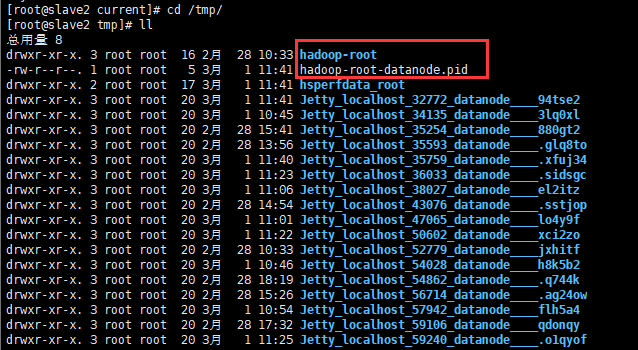 [root@slave2 current]# cd /tmp/
[root@slave2 tmp]# ll
总用量 8
drwxr-xr-x. 3 root root 16 2月 28 10:33 hadoop-root
-rw-r--r--. 1 root root 5 3月 1 11:41 hadoop-root-datanode.pid
drwxr-xr-x. 2 root root 17 3月 1 11:41 hsperfdata_root
drwxr-xr-x. 3 root root 20 3月 1 11:41 Jetty_localhost_32772_datanode____94tse2
drwxr-xr-x. 3 root root 20 3月 1 10:45 Jetty_localhost_34135_datanode____3lq0xl
drwxr-xr-x. 3 root root 20 2月 28 15:41 Jetty_localhost_35254_datanode____880gt2
drwxr-xr-x. 3 root root 20 2月 28 13:56 Jetty_localhost_35593_datanode____.glq8to
drwxr-xr-x. 3 root root 20 3月 1 11:40 Jetty_localhost_35759_datanode____.xfuj34
drwxr-xr-x. 3 root root 20 3月 1 11:23 Jetty_localhost_36033_datanode____.sidsgc
drwxr-xr-x. 3 root root 20 3月 1 11:06 Jetty_localhost_38027_datanode____el2itz
drwxr-xr-x. 3 root root 20 2月 28 14:54 Jetty_localhost_43076_datanode____.sstjop
drwxr-xr-x. 3 root root 20 3月 1 11:01 Jetty_localhost_47065_datanode____lo4y9f
drwxr-xr-x. 3 root root 20 3月 1 11:22 Jetty_localhost_50602_datanode____xci2zo
drwxr-xr-x. 3 root root 20 2月 28 10:33 Jetty_localhost_52779_datanode____jxhitf
drwxr-xr-x. 3 root root 20 3月 1 10:46 Jetty_localhost_54028_datanode____h8k5b2
drwxr-xr-x. 3 root root 20 2月 28 18:19 Jetty_localhost_54862_datanode____.q744k
drwxr-xr-x. 3 root root 20 2月 28 15:26 Jetty_localhost_56714_datanode____.ag24ow
drwxr-xr-x. 3 root root 20 3月 1 10:54 Jetty_localhost_57942_datanode____flh5a4
drwxr-xr-x. 3 root root 20 2月 28 17:32 Jetty_localhost_59106_datanode____qdonqy
drwxr-xr-x. 3 root root 20 3月 1 11:25 Jetty_localhost_59240_datanode____.o1qyof